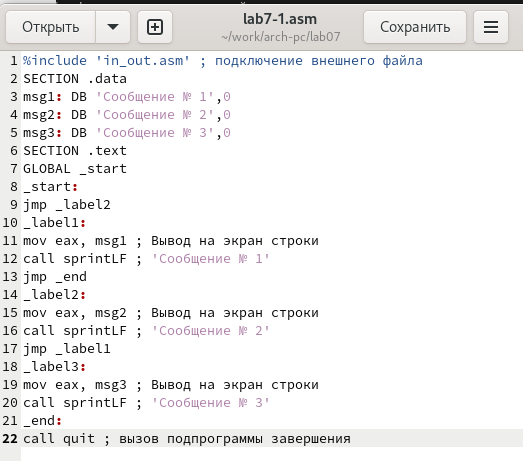 Открыть
lab7-1.asm
~/work/arch-pc/lab07
Сохранить
1 %include 'in_out.asm' ; подключение внешнего файла
2 SECTION .data
3 msg1: DB 'Сообщение № 1',0
4 msg2: DB 'Сообщение № 2',0
5 msg3: DB 'Сообщение № 3',0
6 SECTION .text
7 GLOBAL _start
8 _start:
9 jmp _label2
10 _label1:
11 mov eax, msg1 ; Вывод на экран строки
12 call sprintLF ; 'Сообщение № 1'
13 jmp _end
14 _label2:
15 mov eax, msg2 ; Вывод на экран строки
16 call sprintLF ; 'Сообщение № 2'
17 jmp _label1
18 _label3:
19 mov eax, msg3 ; Вывод на экран строки
20 call sprintLF ; 'Сообщение № 3'
21 _end:
22 call quit ; вызов подпрограммы завершения